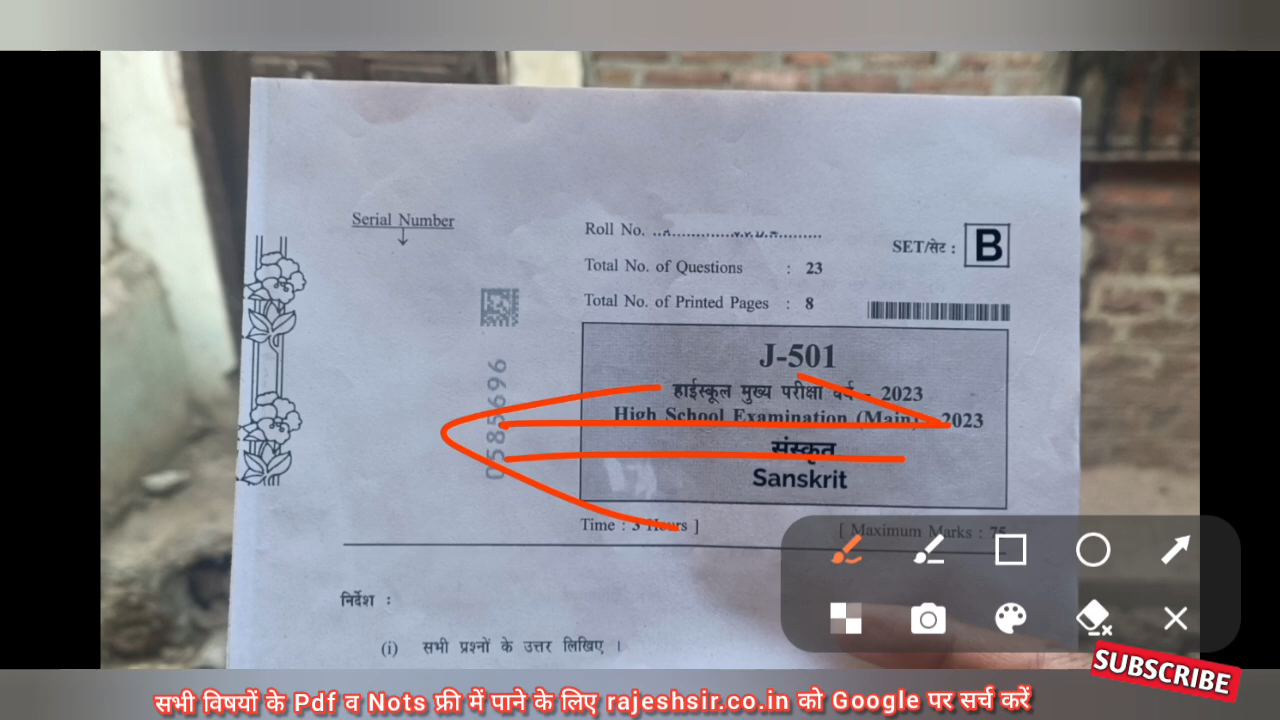 Serial Number
Roll No.
SET/सेट : B
Total No. of Questions : 23
Total No. of Printed Pages : 8
0585696
J-501
हाईस्कूल मुख्य परीक्षा वर्ष - 2023
High School Examination (Main) - 2023
संस्कृत
Sanskrit
Time : 3 Hours ]
[ Maximum Marks : 75
निर्देश :
(i) सभी प्रश्नों के उत्तर लिखिए ।
SUBSCRIBE
सभी विषयों के Pdf व Nots फ्री में पाने के लिए rajeshsir.co.in को Google पर सर्च करें